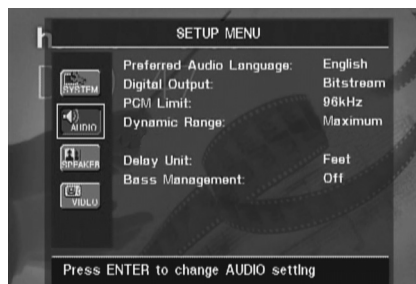 SETUP MENU
Preferred Audio Language: English
Digital Output: Bitstream
PCM Limit: 96kHz
Dynamic Range: Maximum
Delay Unit: Feet
Bass Management: Off
SYSTEM
AUDIO
SPEAKER
VIDEO
Press ENTER to change AUDIO setting